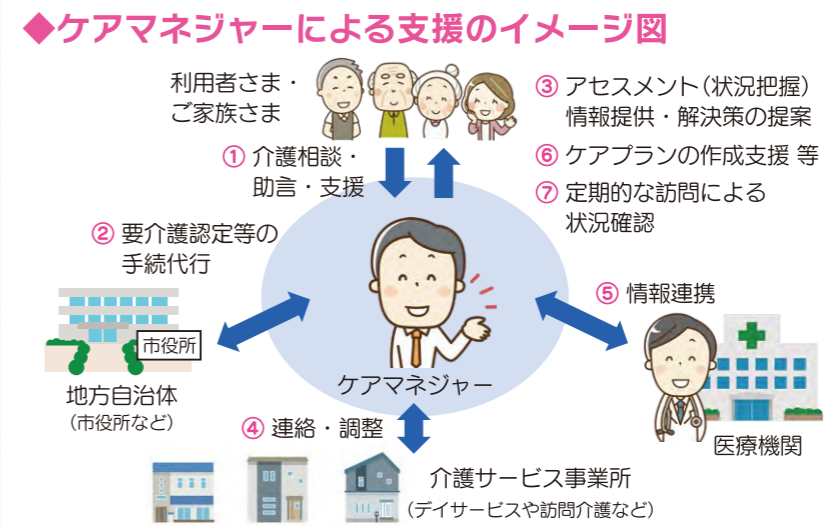 ◆ケアマネジャーによる支援のイメージ図
利用者さま・
ご家族さま
① 介護相談・
助言・支援
③ アセスメント(状況把握)
情報提供・解決策の提案
⑥ ケアプランの作成支援 等
⑦ 定期的な訪問による
状況確認
② 要介護認定等の
手続代行
市役所
地方自治体
(市役所など)
ケアマネジャー
⑤ 情報連携
医療機関
④ 連絡・調整
介護サービス事業所
(デイサービスや訪問介護など)